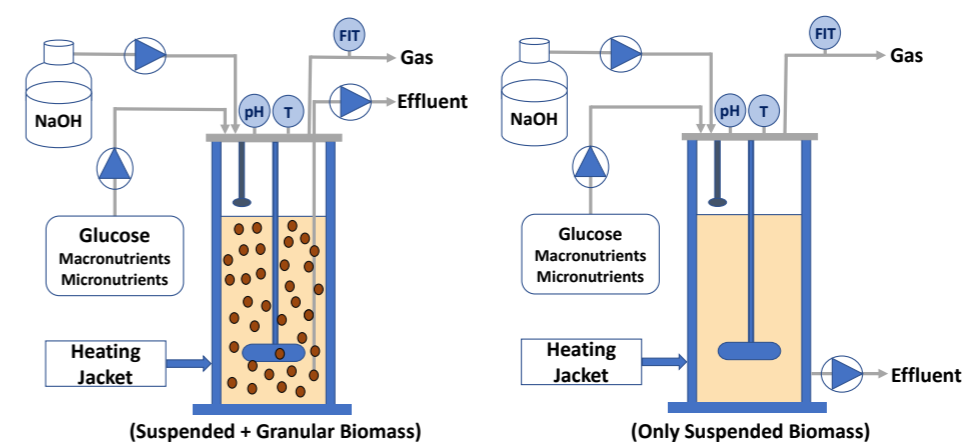 FIT
Gas
Effluent
NaOH
pH
T
Glucose
Macronutrients
Micronutrients
Heating
Jacket
(Suspended + Granular Biomass)
FIT
Gas
NaOH
pH
T
Glucose
Macronutrients
Micronutrients
Heating
Jacket
Effluent
(Only Suspended Biomass)